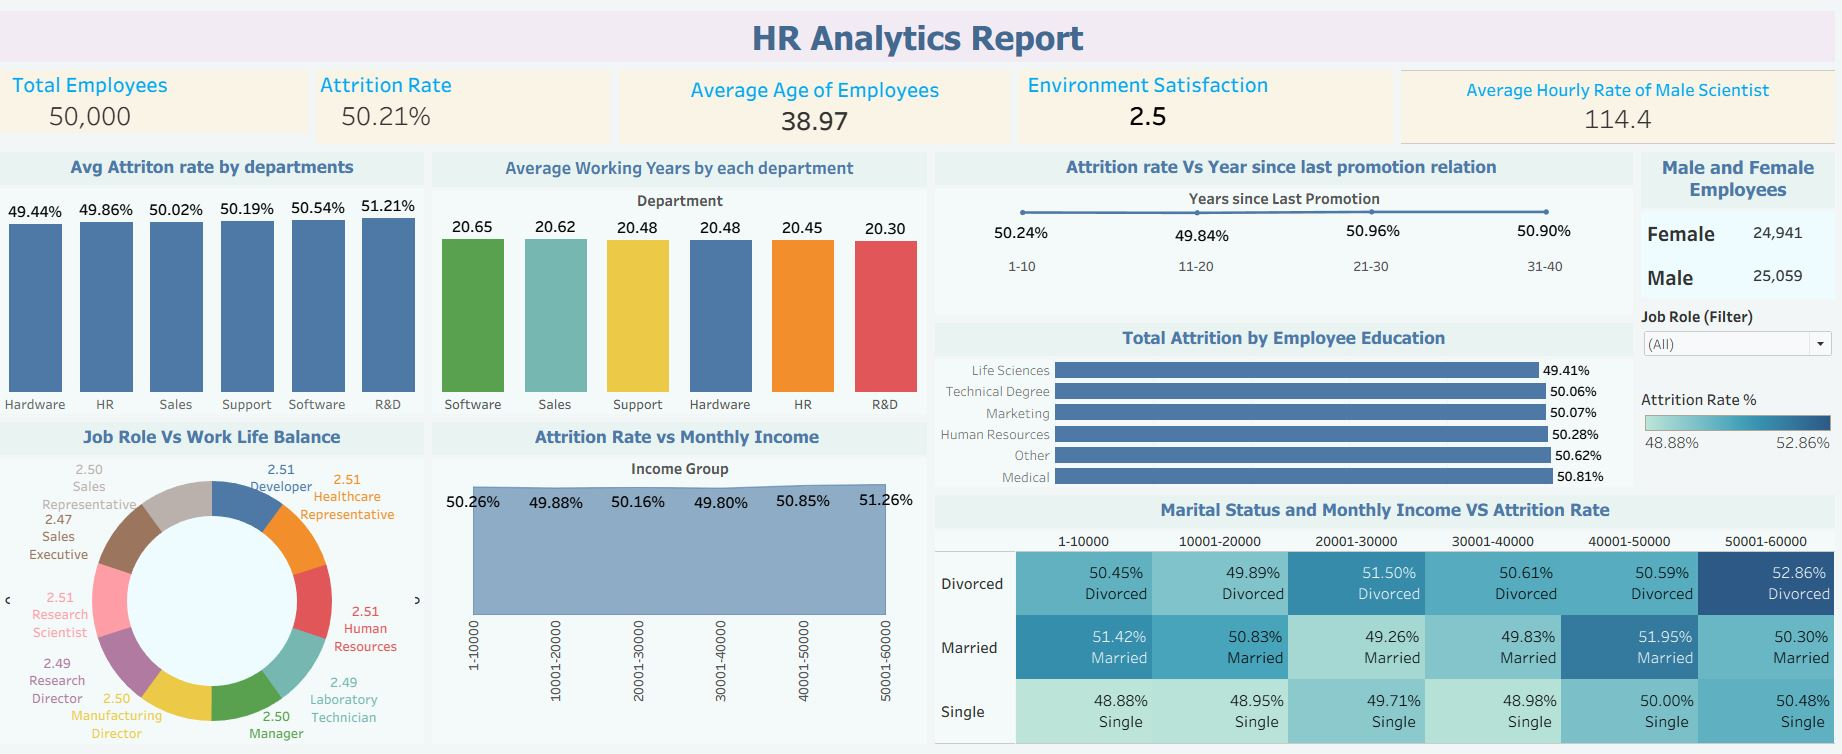 HR Analytics Report
Total Employees
50,000
Attrition Rate
50.21%
Average Age of Employees
38.97
Environment Satisfaction
2.5
Average Hourly Rate of Male Scientist
114.4
Avg Attriton rate by departments
49.44% 49.86% 50.02% 50.19% 50.54% 51.21%
Hardware HR Sales Support Software R&D
Average Working Years by each department
Department
20.65 20.62 20.48 20.48 20.45 20.30
Software Sales Support Hardware HR R&D
Attrition rate Vs Year since last promotion relation
Years since Last Promotion
50.24% 49.84% 50.96% 50.90%
1-10 11-20 21-30 31-40
Male and Female
Employees
Female 24,941
Male 25,059
Job Role (Filter)
(All)
Attrition Rate %
48.88% 52.86%
Total Attrition by Employee Education
Life Sciences 49.41%
Technical Degree 50.06%
Marketing 50.07%
Human Resources 50.28%
Other 50.62%
Medical 50.81%
Job Role Vs Work Life Balance
2.51
Developer
2.51
Healthcare
Representative
2.51
Human
Resources
2.49
Laboratory
Technician
2.50
Manager
2.50
Manufacturing
Director
2.49
Research
Director
2.51
Research
Scientist
2.47
Sales
Executive
2.50
Sales
Representative
Attrition Rate vs Monthly Income
Income Group
50.26% 49.88% 50.16% 49.80% 50.85% 51.26%
1-10000
10001-20000
20001-30000
30001-40000
40001-50000
50001-60000
Marital Status and Monthly Income VS Attrition Rate
1-10000 10001-20000 20001-30000 30001-40000 40001-50000 50001-60000
50.45% 49.89% 51.50% 50.61% 50.59% 52.86%
Divorced Divorced Divorced Divorced Divorced Divorced Divorced
51.42% 50.83% 49.26% 49.83% 51.95% 50.30%
Married Married Married Married Married Married Married
48.88% 48.95% 49.71% 48.98% 50.00% 50.48%
Single Single Single Single Single Single Single